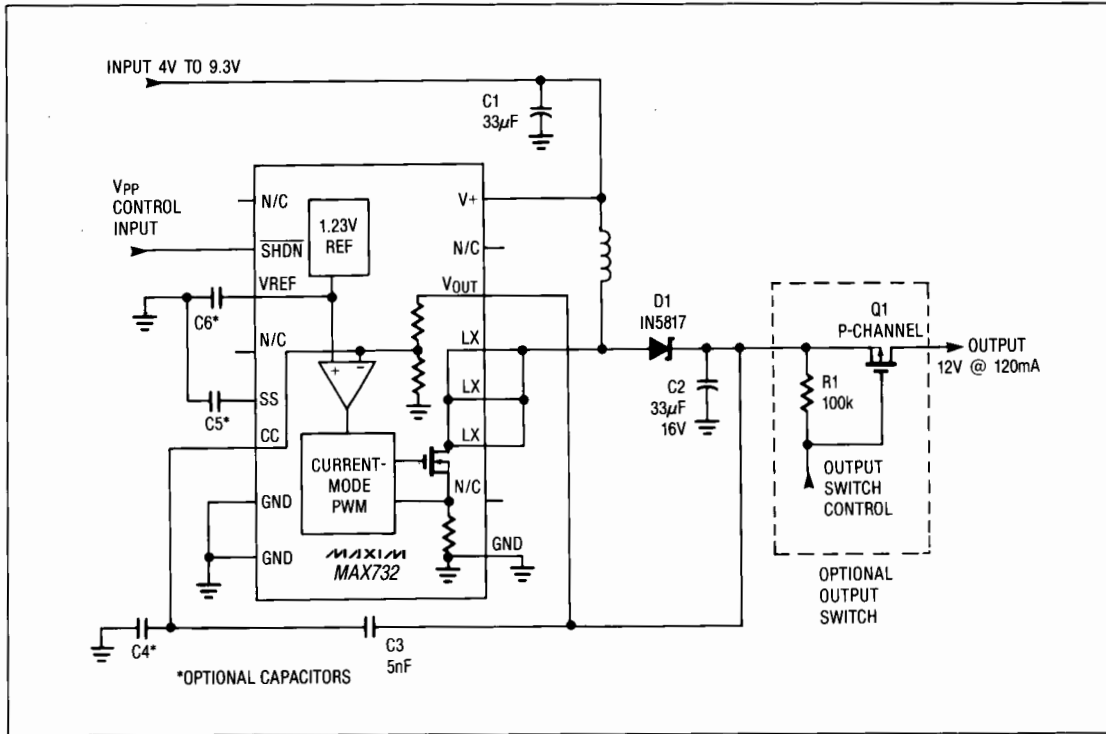 INPUT 4V TO 9.3V
C1
33µF
VPP
CONTROL
INPUT
N/C
1.23V
REF
V+
SHDN
N/C
VREF
VOUT
C6*
N/C
LX
D1
IN5817
Q1
P-CHANNEL
OUTPUT
12V @ 120mA
+
−
LX
C2
33µF
16V
R1
100k
SS
C5*
LX
CC
CURRENT-
MODE
PWM
N/C
OUTPUT
SWITCH
CONTROL
GND
GND
GND
MAXIM
MAX732
OPTIONAL
OUTPUT
SWITCH
C4*
C3
5nF
*OPTIONAL CAPACITORS